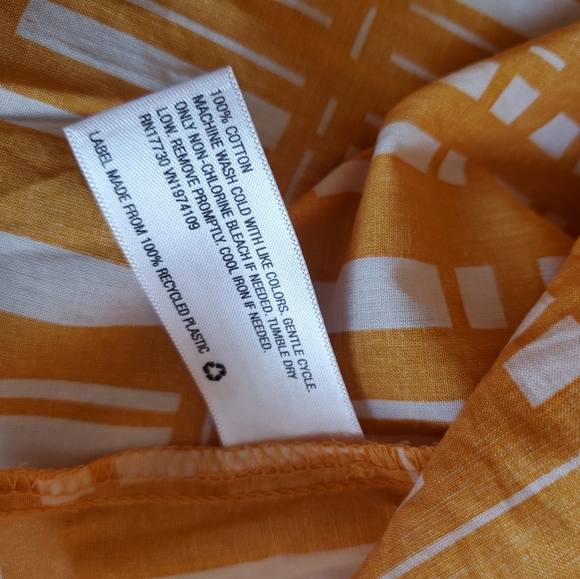 100% COTTON
MACHINE WASH COLD WITH LIKE COLORS. GENTLE CYCLE.
ONLY NON-CHLORINE BLEACH IF NEEDED. TUMBLE DRY
LOW. REMOVE PROMPTLY. COOL IRON IF NEEDED.
RN17730 VN1974109
LABEL MADE FROM 100% RECYCLED PLASTIC